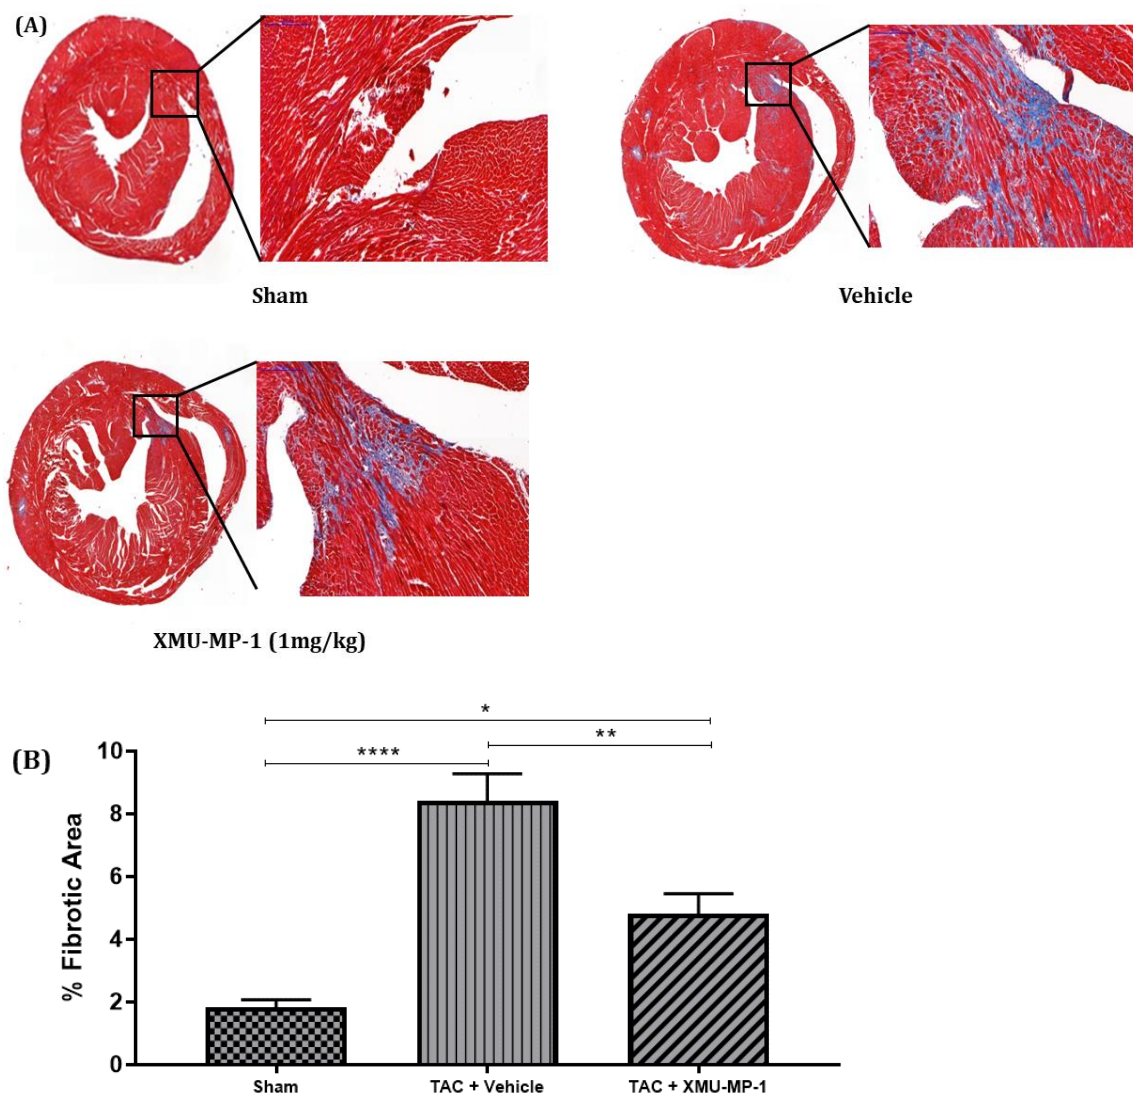 (A)
Sham
Vehicle
XMU-MP-1 (1mg/kg)
(B)
*
**
****
% Fibrotic Area
10
8
6
4
2
0
Sham
TAC + Vehicle
TAC + XMU-MP-1